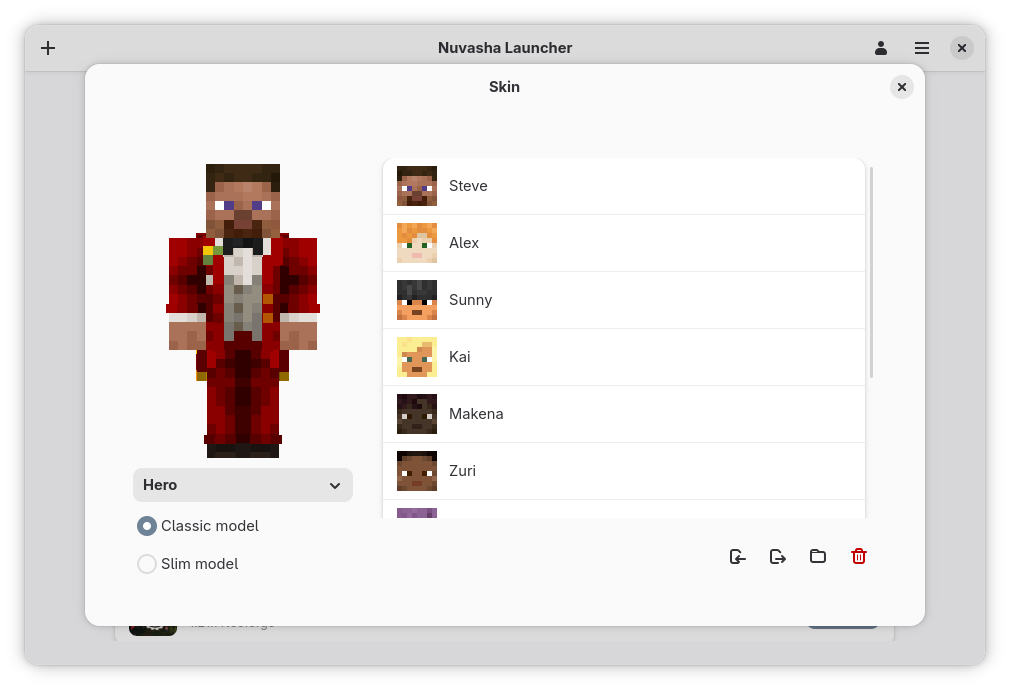 Nuvasha Launcher
Skin
Steve
Alex
Sunny
Kai
Makena
Zuri
Hero
Classic model
Slim model